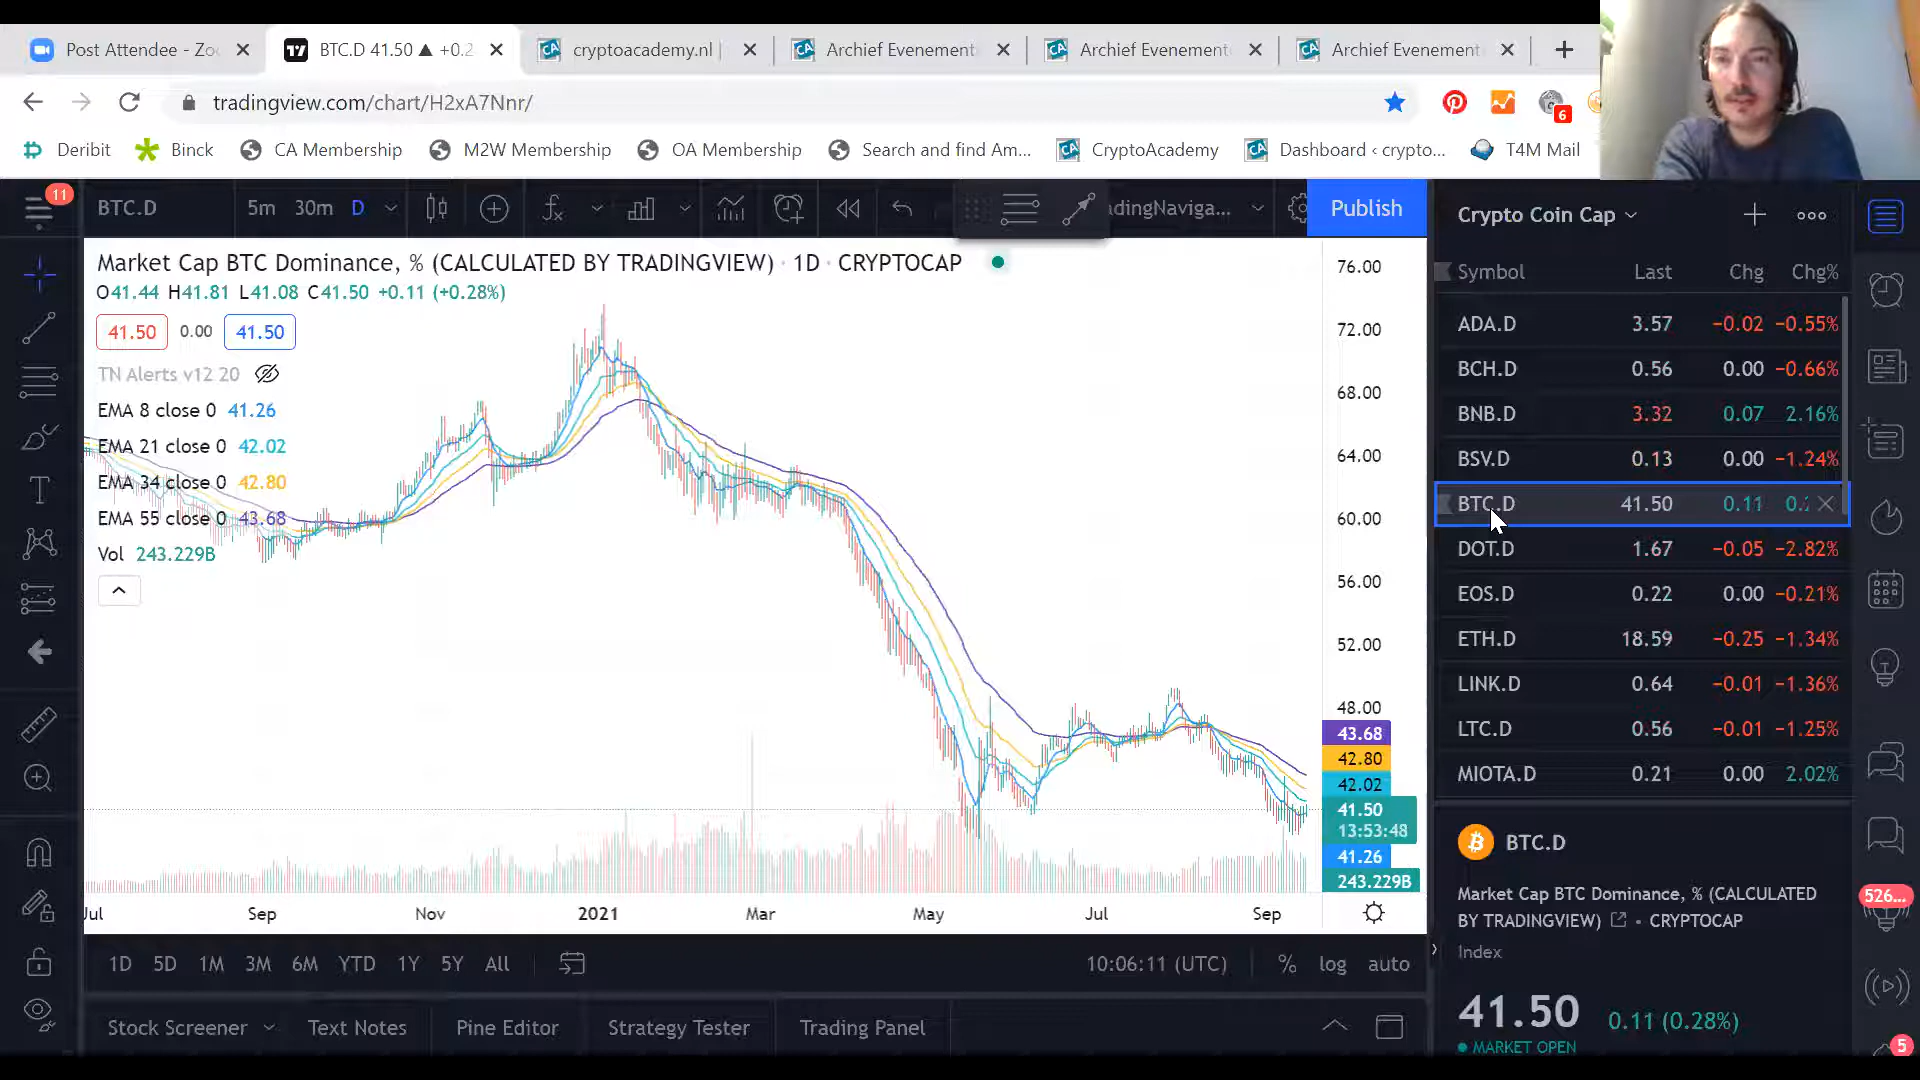 Post Attendee - Zo
BTC.D 41.50 ▲ +0.2
cryptoacademy.nl |
Archief Evenement
Archief Evenement
Archief Evenement
tradingview.com/chart/H2xA7Nnr/
6
Deribit
Binck
CA Membership
M2W Membership
OA Membership
Search and find Am...
CryptoAcademy
Dashboard ‹ crypto...
T4M Mail
11
BTC.D
5m
30m
D
adingNaviga...
Publish
Market Cap BTC Dominance, % (CALCULATED BY TRADINGVIEW) · 1D · CRYPTOCAP
O41.44 H41.81 L41.08 C41.50 +0.11 (+0.28%)
41.50 0.00 41.50
TN Alerts v12 20
EMA 8 close 0 41.26
EMA 21 close 0 42.02
EMA 34 close 0 42.80
EMA 55 close 0 43.68
Vol 243.229B
76.00
72.00
68.00
64.00
60.00
56.00
52.00
48.00
43.68
42.80
42.02
41.50
13:53:48
41.26
243.229B
Jul Sep Nov 2021 Mar May Jul Sep
1D 5D 1M 3M 6M YTD 1Y 5Y All
10:06:11 (UTC) % log auto
Stock Screener
Text Notes
Pine Editor
Strategy Tester
Trading Panel
Crypto Coin Cap
Symbol Last Chg Chg%
ADA.D 3.57 −0.02 −0.55%
BCH.D 0.56 0.00 −0.66%
BNB.D 3.32 0.07 2.16%
BSV.D 0.13 0.00 −1.24%
BTC.D 41.50 0.11 0.
DOT.D 1.67 −0.05 −2.82%
EOS.D 0.22 0.00 −0.21%
ETH.D 18.59 −0.25 −1.34%
LINK.D 0.64 −0.01 −1.36%
LTC.D 0.56 −0.01 −1.25%
MIOTA.D 0.21 0.00 2.02%
BTC.D
Market Cap BTC Dominance, % (CALCULATED
BY TRADINGVIEW) • CRYPTOCAP
Index
41.50 0.11 (0.28%)
MARKET OPEN
526...
5